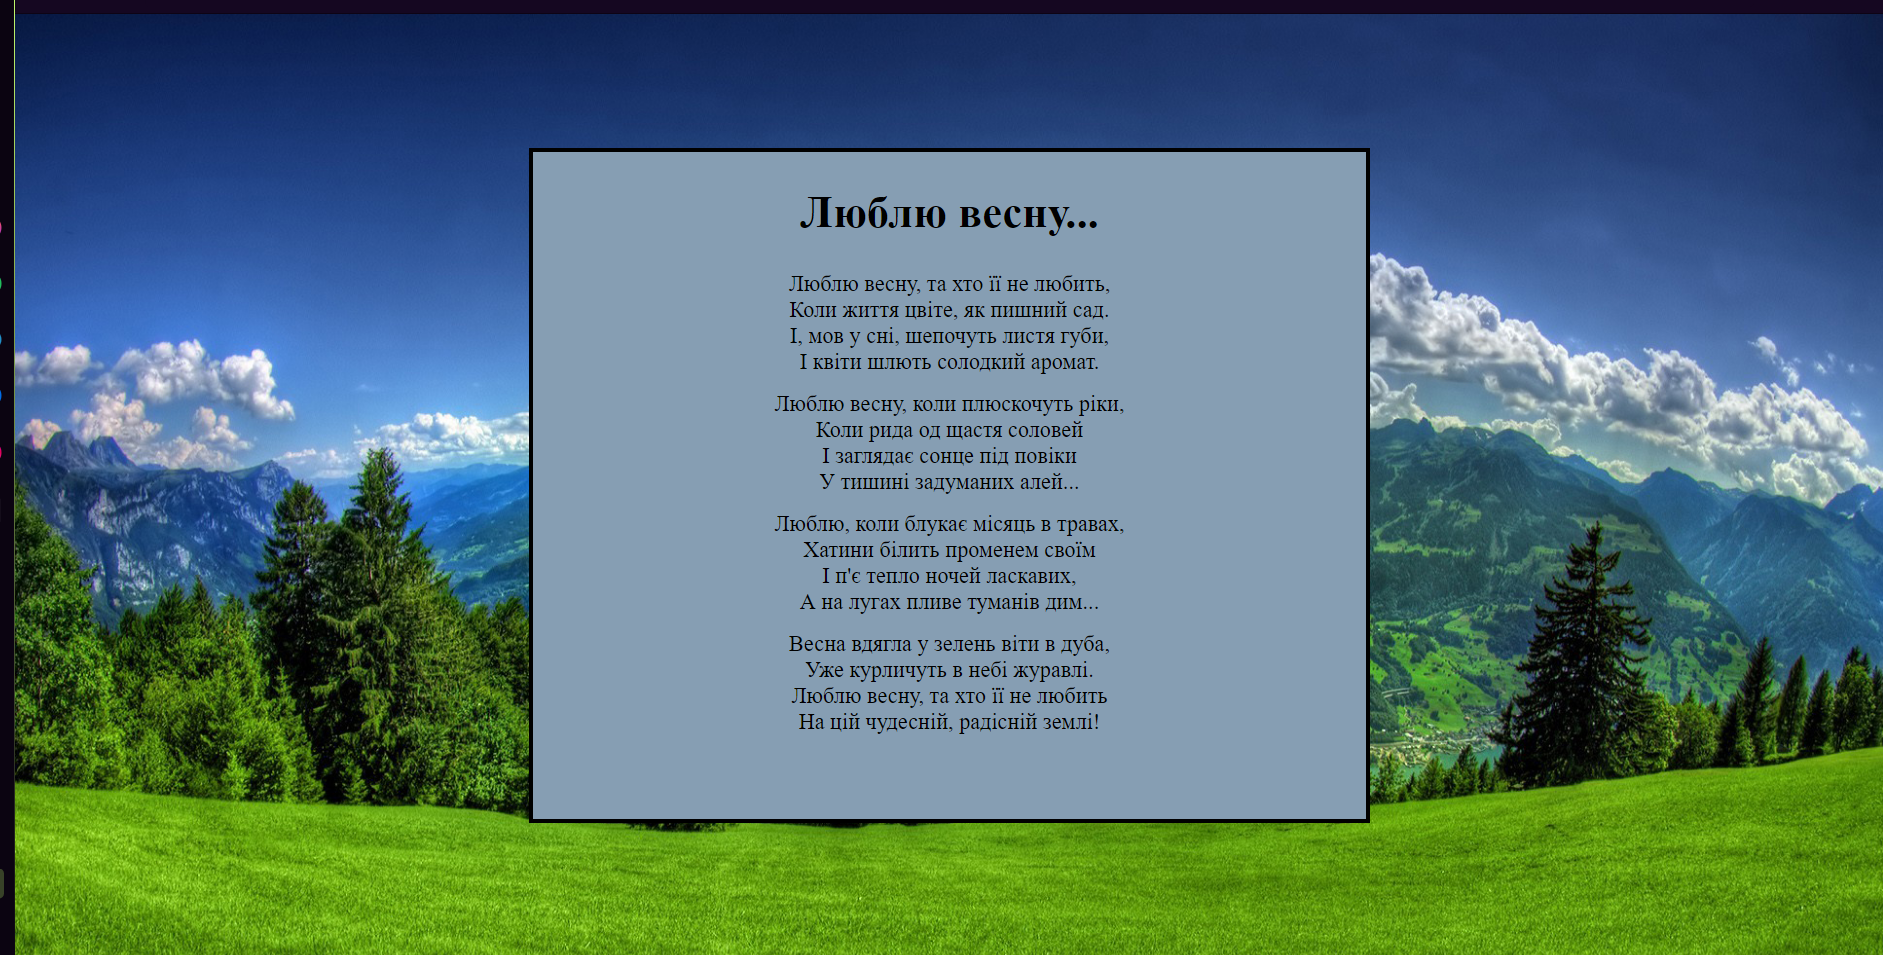 Люблю весну...
Люблю весну, та хто її не любить,
Коли життя цвіте, як пишний сад.
І, мов у сні, шепочуть листя губи,
І квіти шлють солодкий аромат.
Люблю весну, коли плюскочуть ріки,
Коли рида од щастя соловей
І заглядає сонце під повіки
У тишині задуманих алей...
Люблю, коли блукає місяць в травах,
Хатини білить променем своїм
І п'є тепло ночей ласкавих,
А на лугах пливе туманів дим...
Весна вдягла у зелень віти в дуба,
Уже курличуть в небі журавлі.
Люблю весну, та хто її не любить
На цій чудесній, радісній землі!